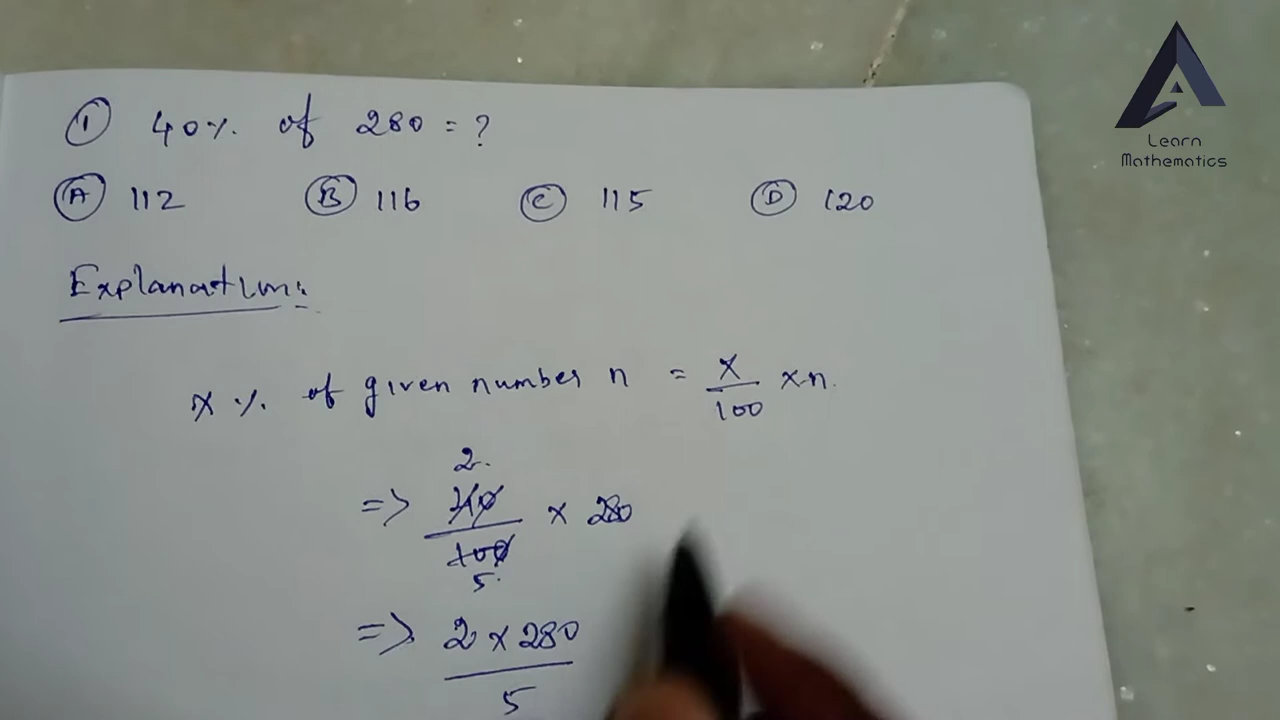 ① 40% of 280 = ?
Ⓐ 112 Ⓑ 116 Ⓒ 115 Ⓓ 120
Explanation:
x % of given number n = x/100 × n.
2.
=> 40/100 × 280
5.
=> 2 × 280 / 5
Learn
Mathematics